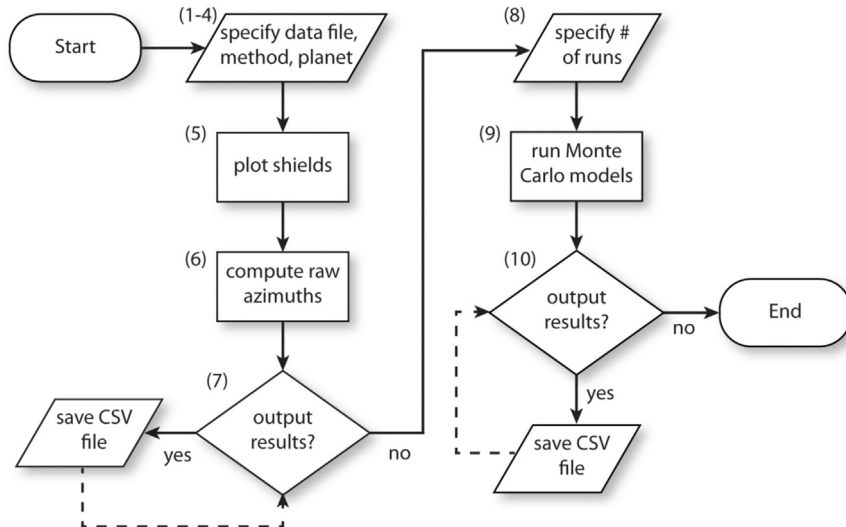 Start
(1-4)
specify data file,
method, planet
(5)
plot shields
(6)
compute raw
azimuths
(7)
output
results?
yes
save CSV
file
no
(8)
specify #
of runs
(9)
run Monte
Carlo models
(10)
output
results?
yes
save CSV
file
no
End